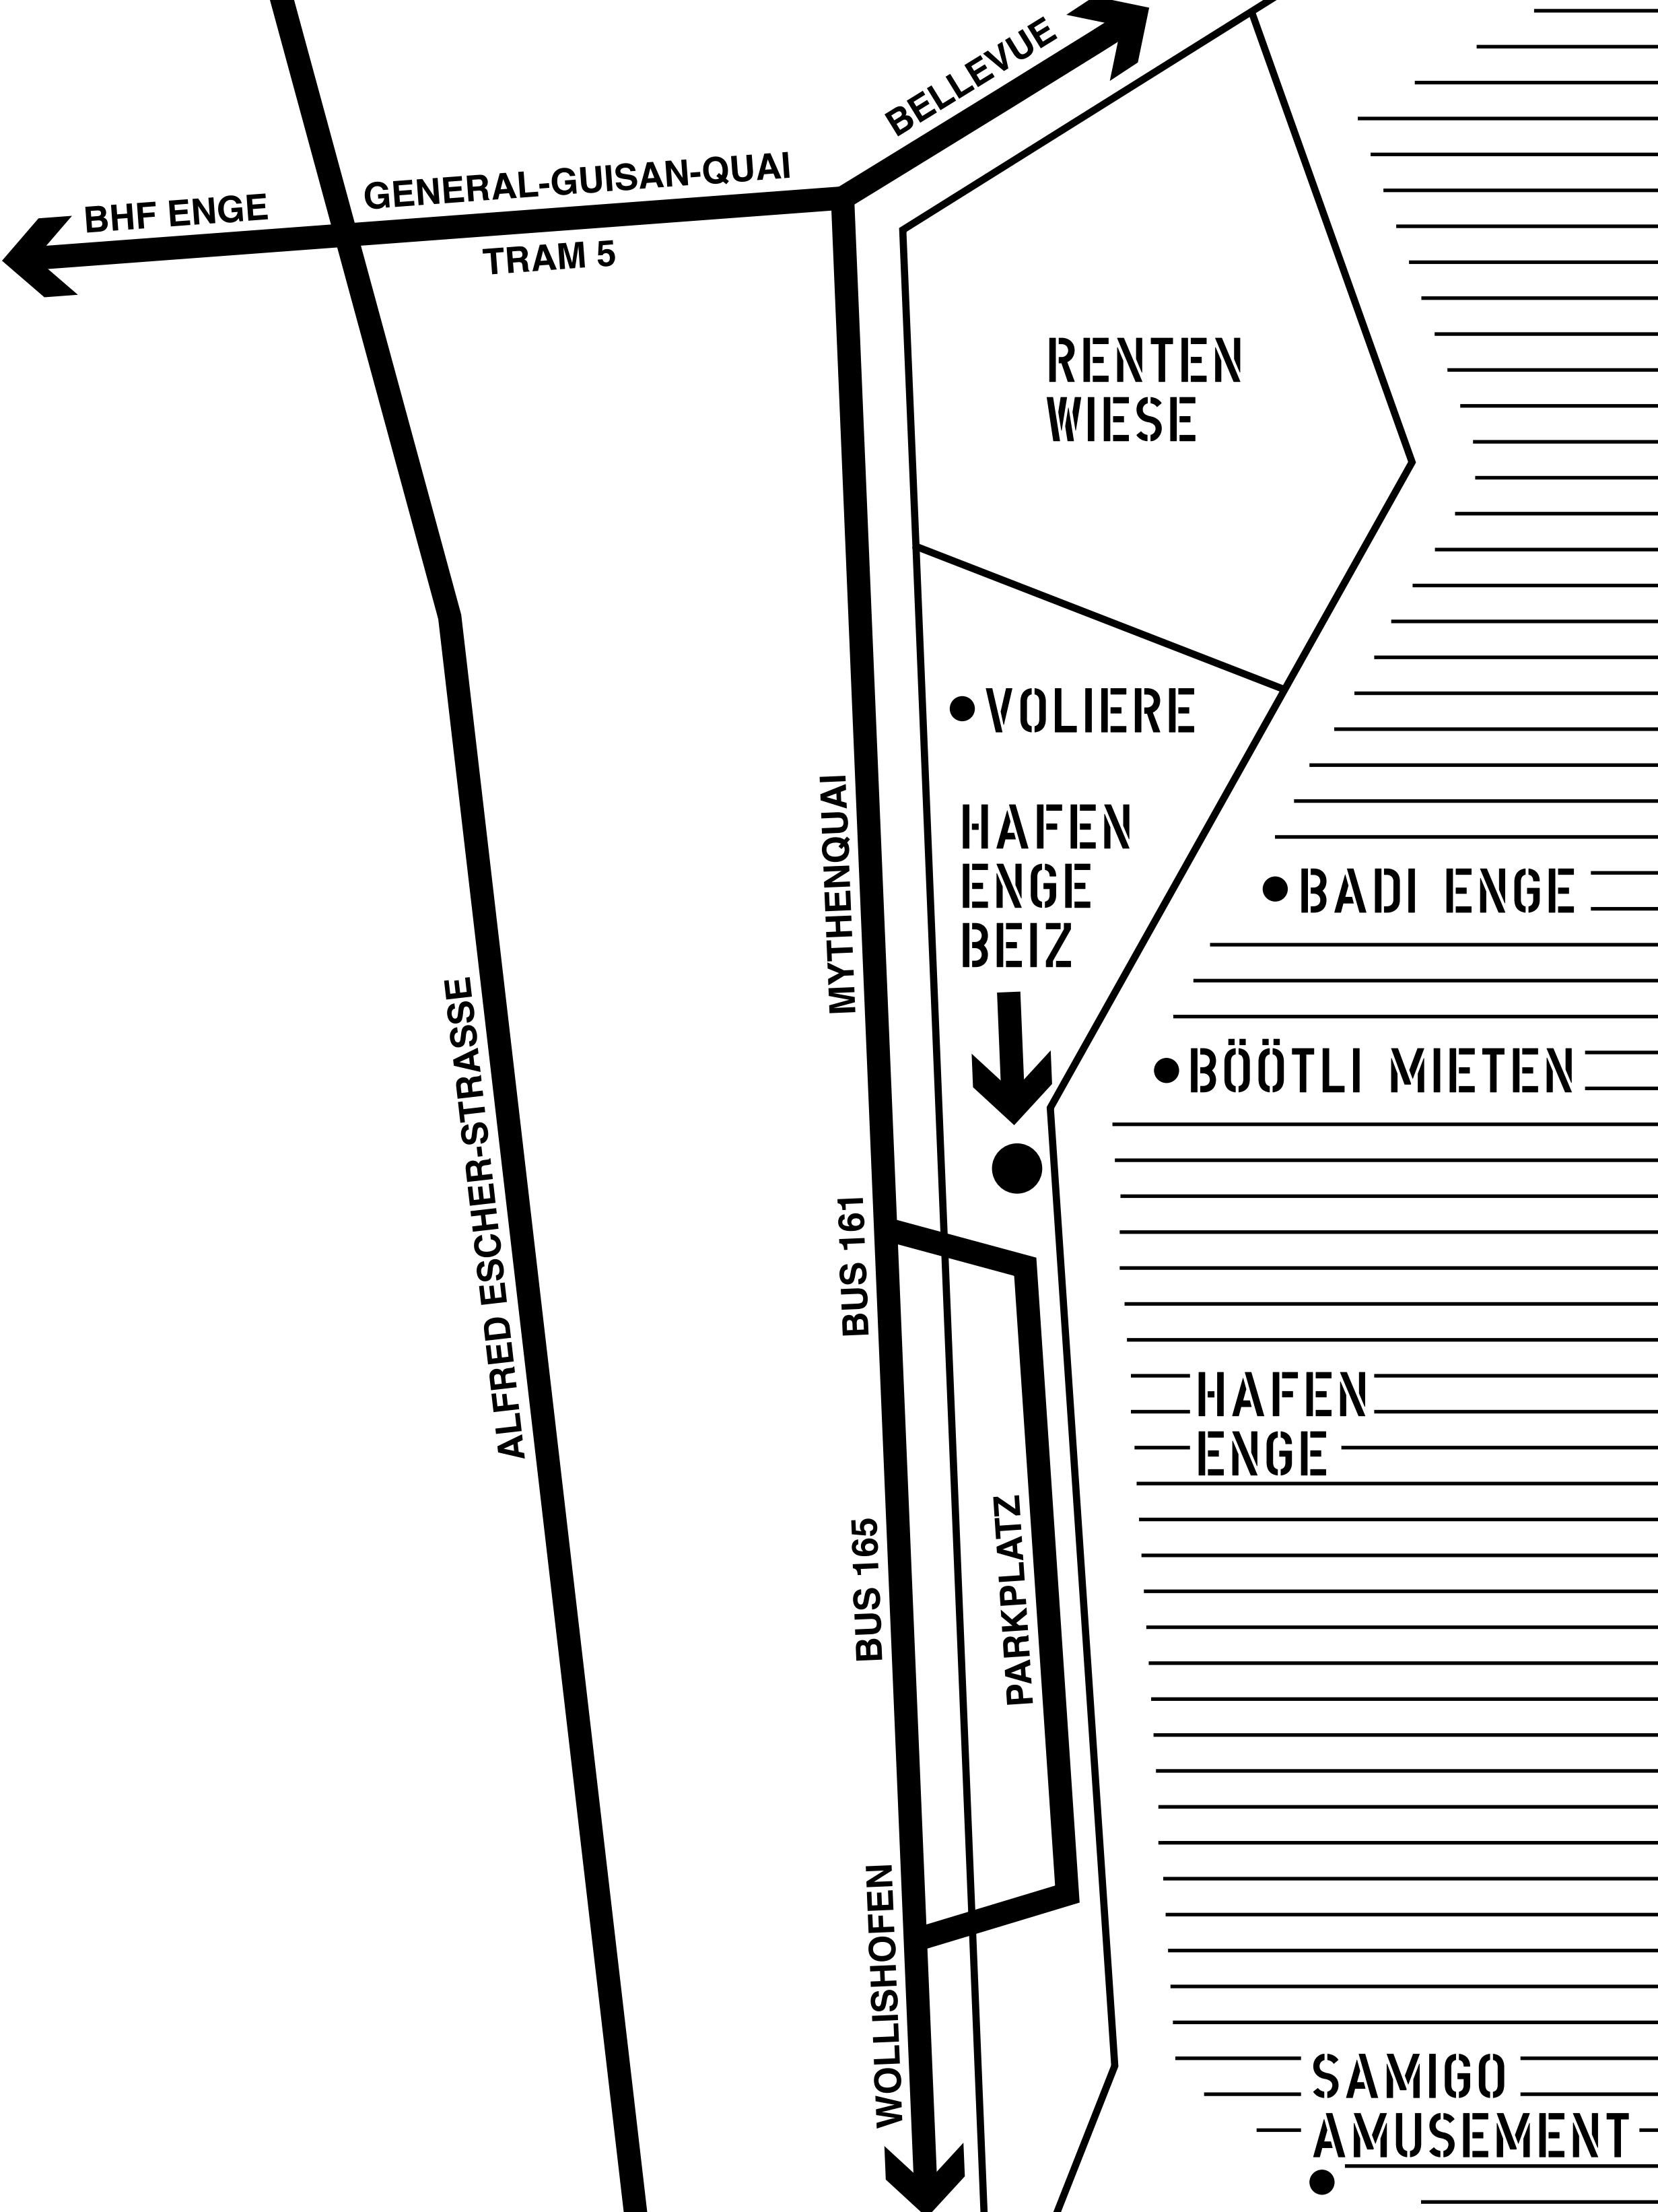 BELLEVUE
GENERAL-GUISAN-QUAI
BHF ENGE
TRAM 5
RENTEN
WIESE
VOLIERE
MYTHENQUAI
HAFEN
ENGE
BEIZ
BADI ENGE
ALFRED ESCHER-STRASSE
BÖÖTLI MIETEN
BUS 161
HAFEN
ENGE
BUS 165
PARKPLATZ
WOLLISHOFEN
SAMIGO
AMUSEMENT